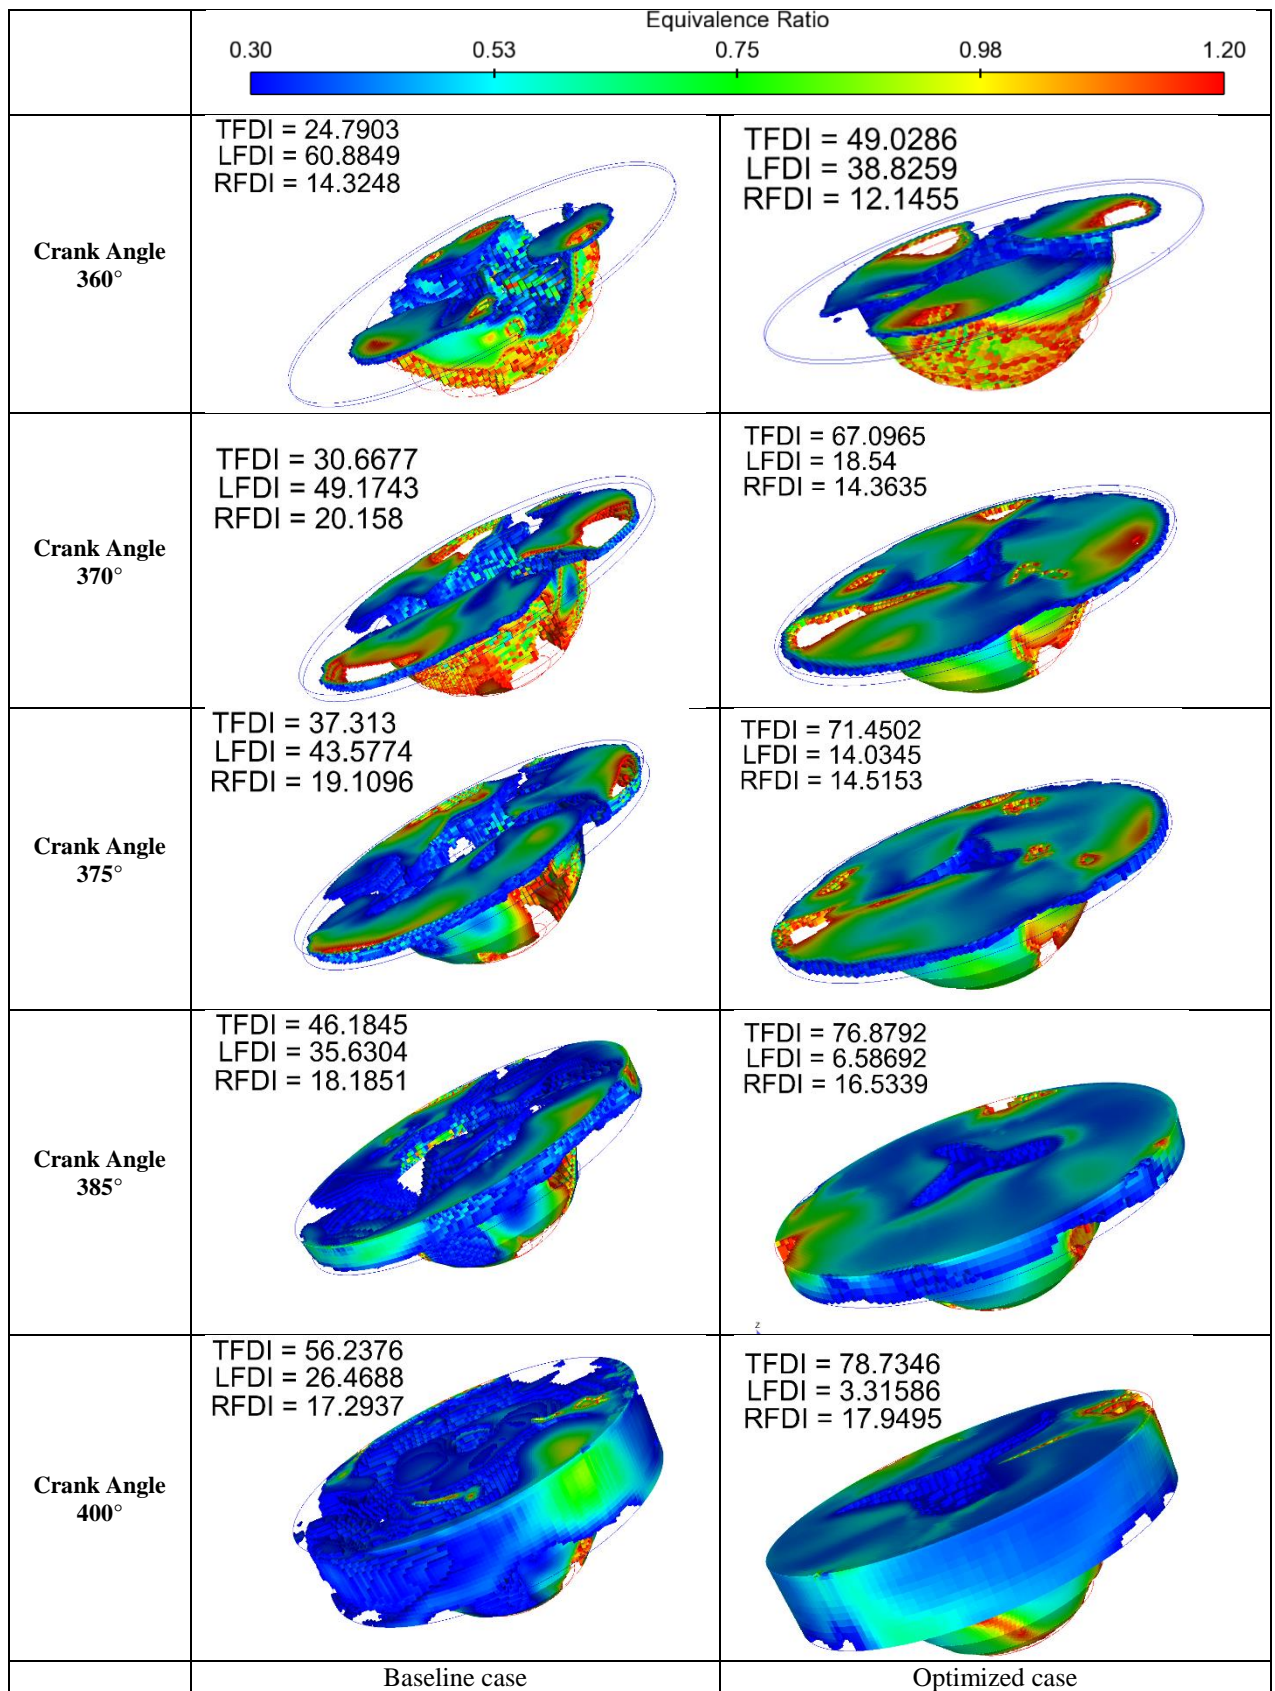 Equivalence Ratio
0.30 0.53 0.75 0.98 1.20
Crank Angle
360°
TFDI = 24.7903
LFDI = 60.8849
RFDI = 14.3248
TFDI = 49.0286
LFDI = 38.8259
RFDI = 12.1455
Crank Angle
370°
TFDI = 30.6677
LFDI = 49.1743
RFDI = 20.158
TFDI = 67.0965
LFDI = 18.54
RFDI = 14.3635
Crank Angle
375°
TFDI = 37.313
LFDI = 43.5774
RFDI = 19.1096
TFDI = 71.4502
LFDI = 14.0345
RFDI = 14.5153
Crank Angle
385°
TFDI = 46.1845
LFDI = 35.6304
RFDI = 18.1851
TFDI = 76.8792
LFDI = 6.58692
RFDI = 16.5339
z
Crank Angle
400°
TFDI = 56.2376
LFDI = 26.4688
RFDI = 17.2937
TFDI = 78.7346
LFDI = 3.31586
RFDI = 17.9495
Baseline case
Optimized case